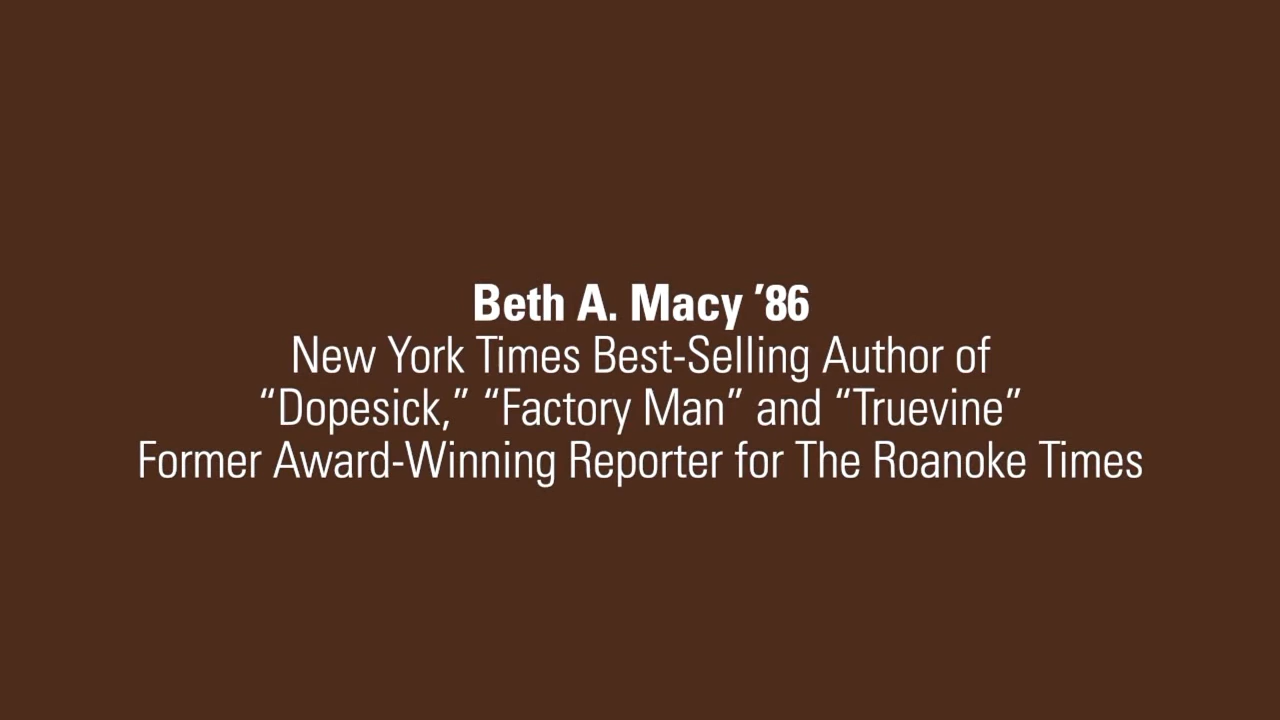 Beth A. Macy ’86
New York Times Best-Selling Author of
“Dopesick,” “Factory Man” and “Truevine”
Former Award-Winning Reporter for The Roanoke Times